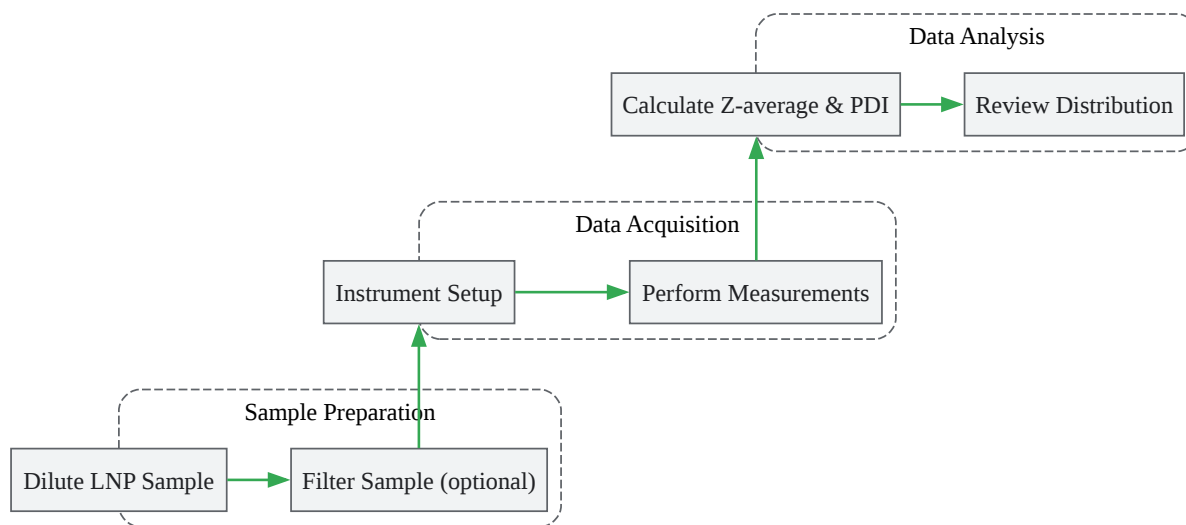 Data Analysis
Calculate Z-average & PDI
Review Distribution
Data Acquisition
Instrument Setup
Perform Measurements
Sample Preparation
Dilute LNP Sample
Filter Sample (optional)